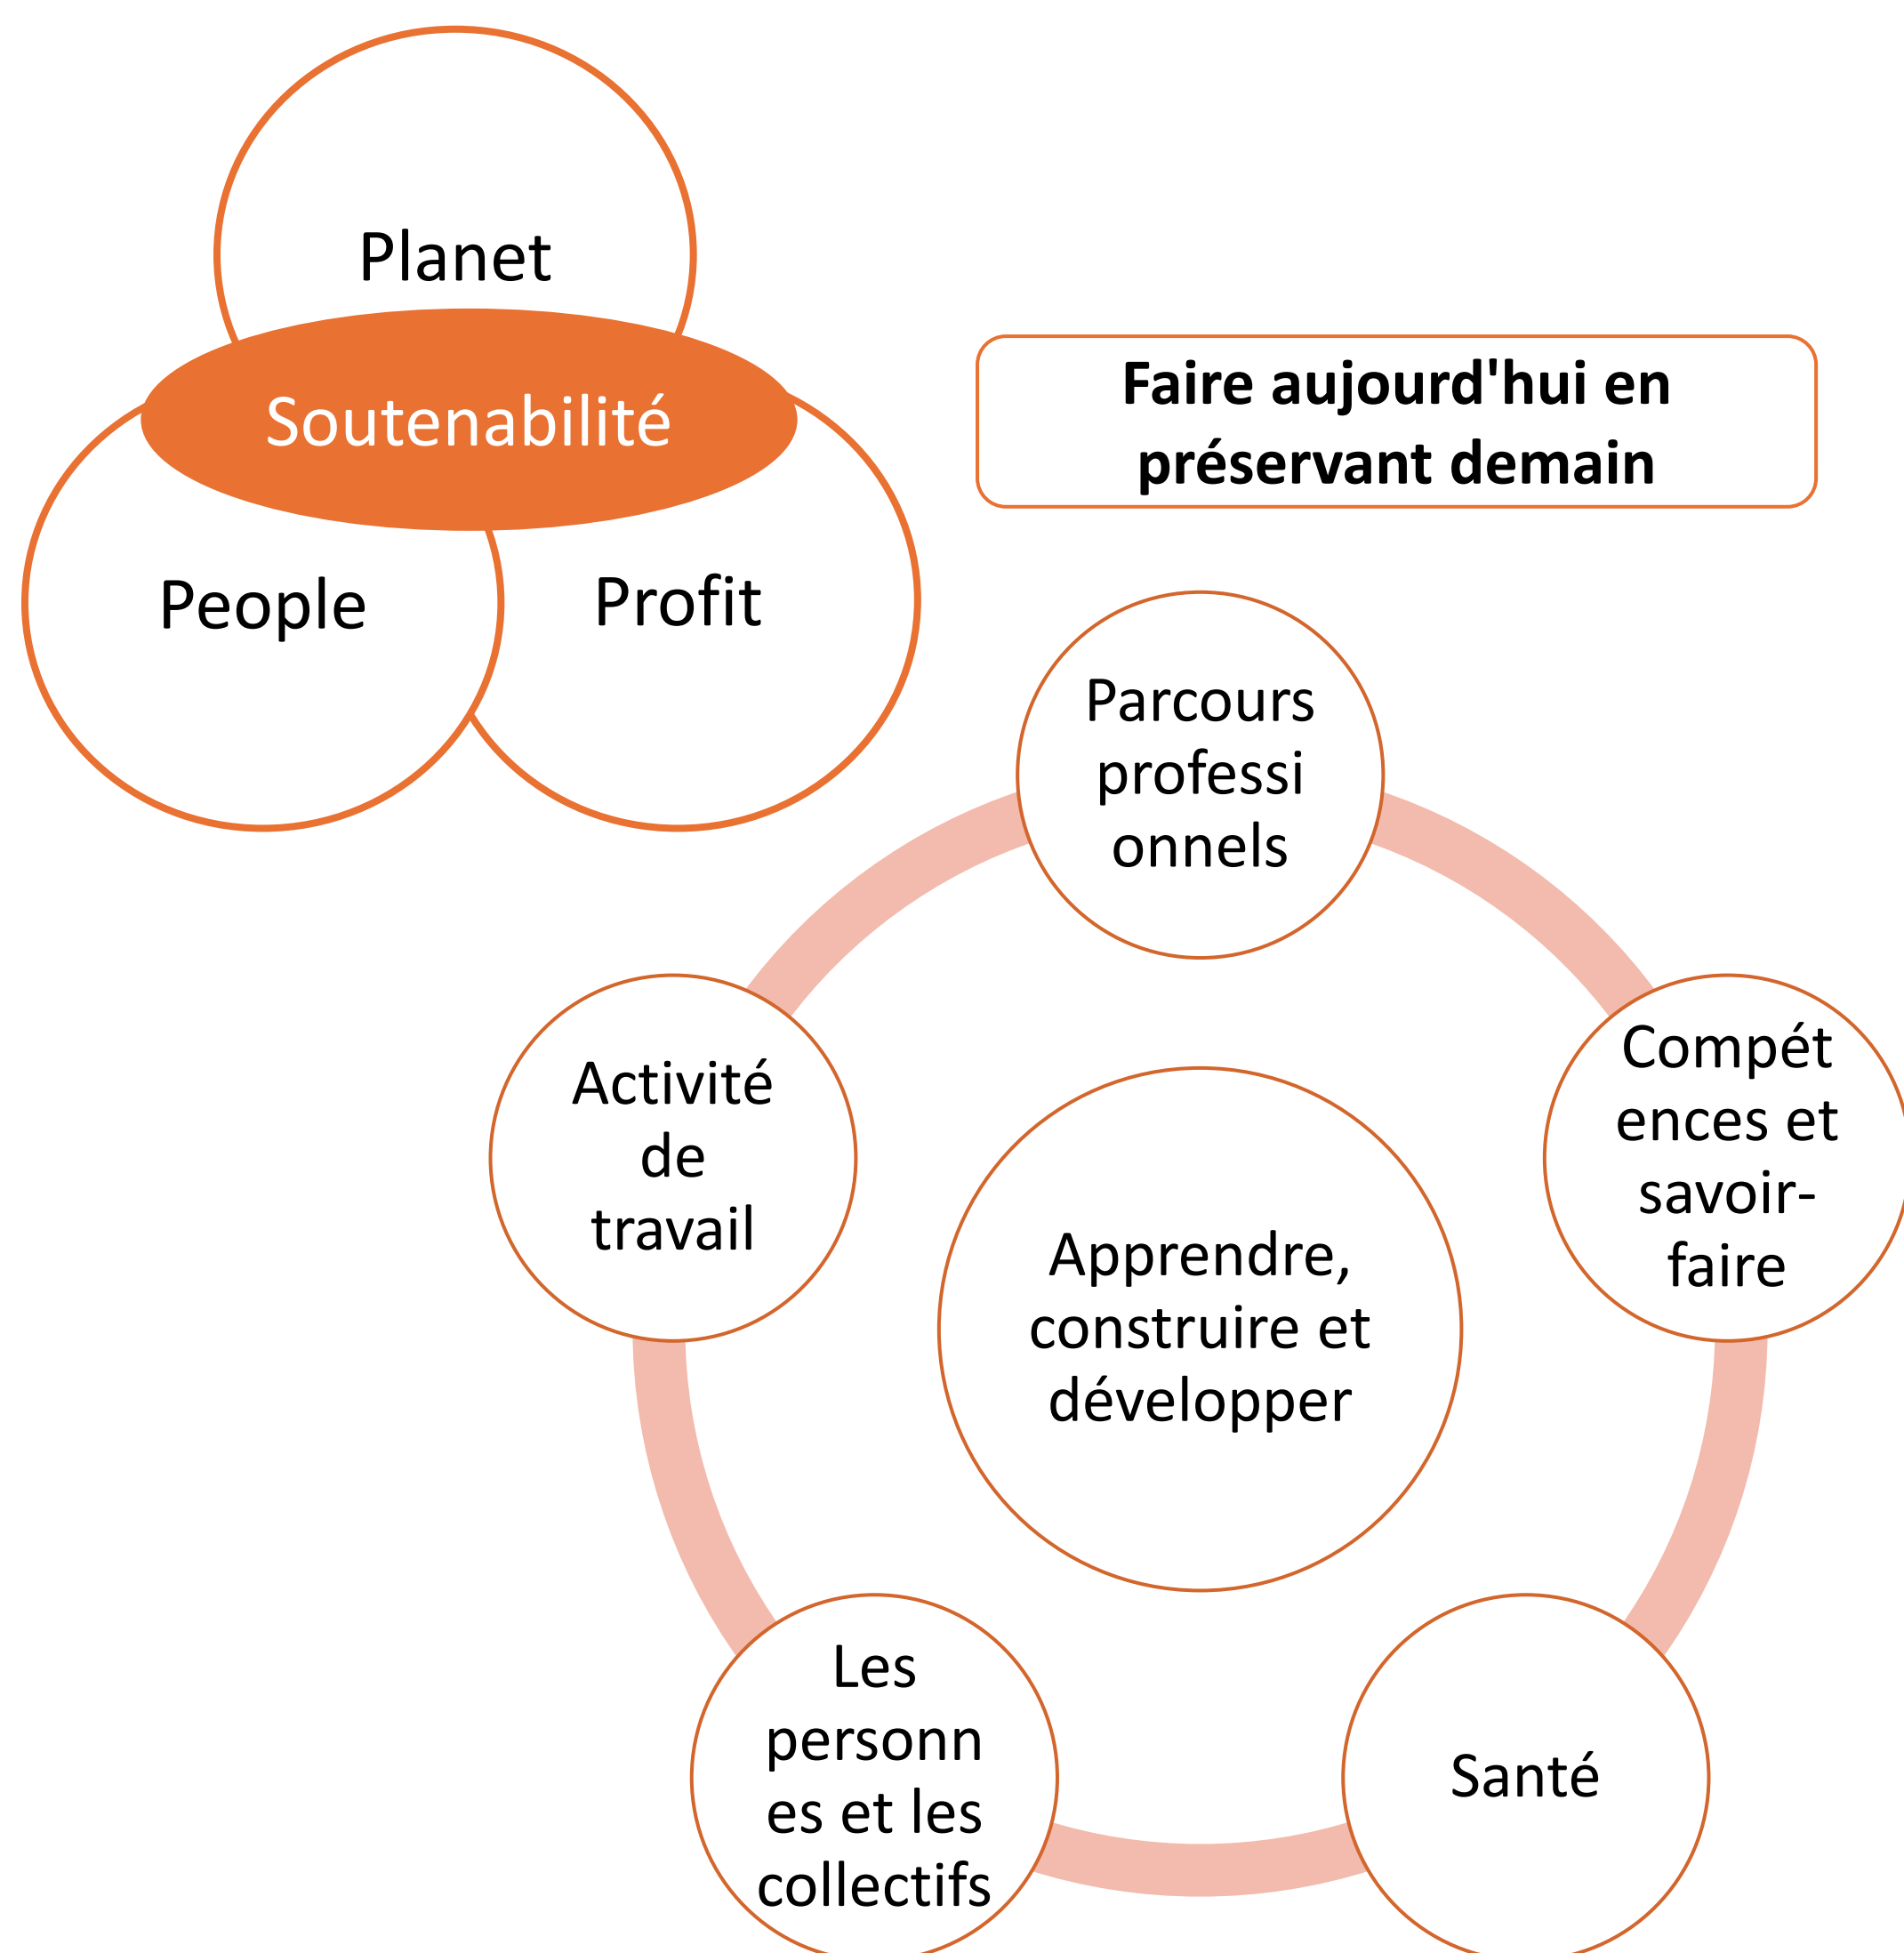 Planet
Soutenabilité
People
Profit
Faire aujourd'hui en
préservant demain
Parcours
professi
onnels
Compét
ences et
savoir-
faire
Santé
Les
personn
es et les
collectifs
Activité
de
travail
Apprendre,
construire et
développer